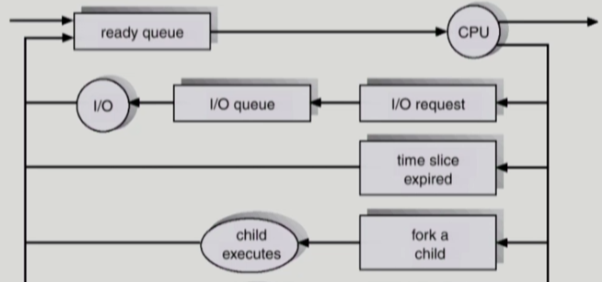 ready queue
CPU
I/O
I/O queue
I/O request
time slice
expired
child
executes
fork a
child